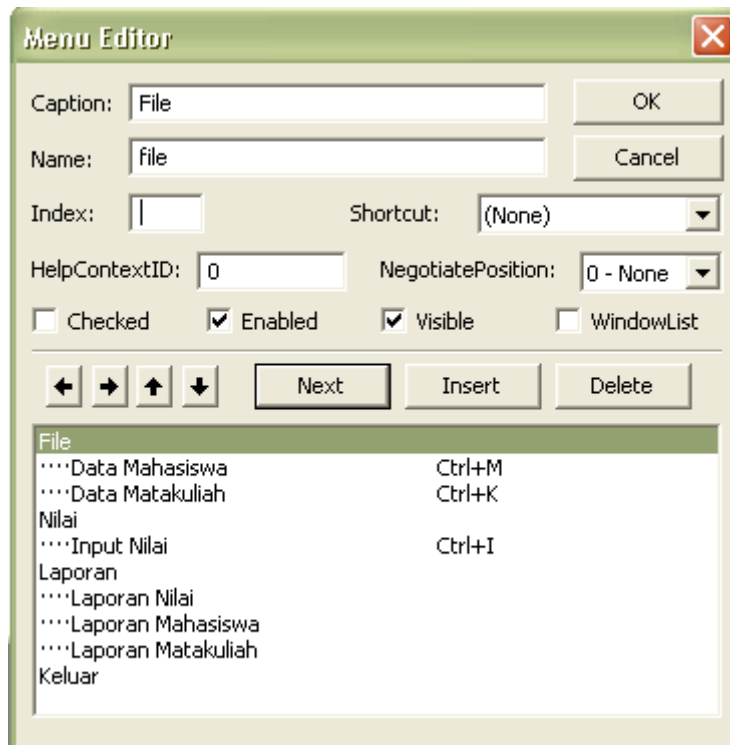 Menu Editor
Caption: File OK
Name: file Cancel
Index: Shortcut: (None)
HelpContextID: 0 NegotiatePosition: 0 - None
Checked Enabled Visible WindowList
Next Insert Delete
File
····Data Mahasiswa Ctrl+M
····Data Matakuliah Ctrl+K
Nilai
····Input Nilai Ctrl+I
Laporan
····Laporan Nilai
····Laporan Mahasiswa
····Laporan Matakuliah
Keluar